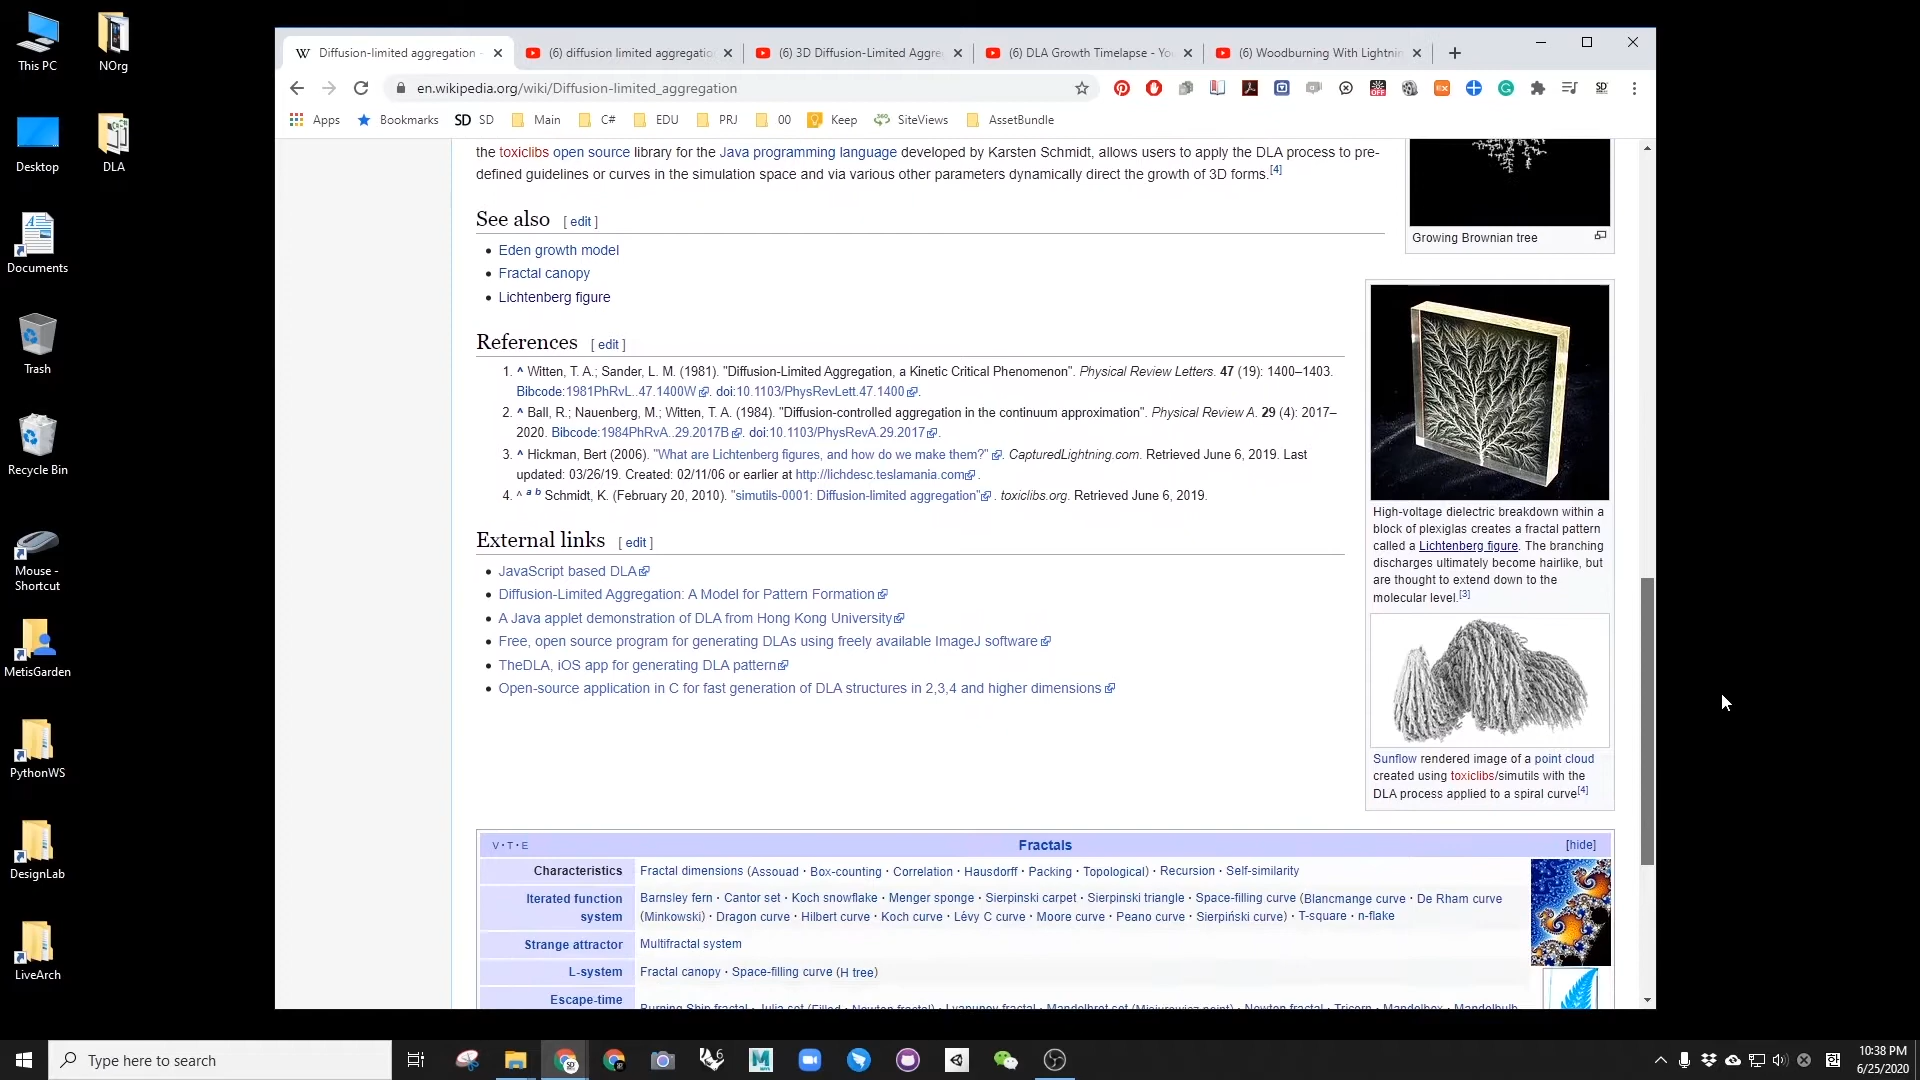 This PC
NOrg
Desktop
DLA
Documents
Trash
Recycle Bin
Mouse -
Shortcut
MetisGarden
PythonWS
DesignLab
LiveArch
W Diffusion-limited aggregation -
(6) diffusion limited aggregatio
(6) 3D Diffusion-Limited Aggre
(6) DLA Growth Timelapse - Yo
(6) Woodburning With Lightnin
en.wikipedia.org/wiki/Diffusion-limited_aggregation
Apps
Bookmarks
SD SD
Main
C#
EDU
PRJ
00
Keep
SiteViews
AssetBundle
the toxiclibs open source library for the Java programming language developed by Karsten Schmidt, allows users to apply the DLA process to pre-
defined guidelines or curves in the simulation space and via various other parameters dynamically direct the growth of 3D forms.[4]
Growing Brownian tree
See also [ edit ]
• Eden growth model
• Fractal canopy
• Lichtenberg figure
References [ edit ]
1. ^ Witten, T. A.; Sander, L. M. (1981). "Diffusion-Limited Aggregation, a Kinetic Critical Phenomenon". Physical Review Letters. 47 (19): 1400–1403.
Bibcode:1981PhRvL..47.1400W. doi:10.1103/PhysRevLett.47.1400.
2. ^ Ball, R.; Nauenberg, M.; Witten, T. A. (1984). "Diffusion-controlled aggregation in the continuum approximation". Physical Review A. 29 (4): 2017–
2020. Bibcode:1984PhRvA..29.2017B. doi:10.1103/PhysRevA.29.2017.
3. ^ Hickman, Bert (2006). "What are Lichtenberg figures, and how do we make them?". CapturedLightning.com. Retrieved June 6, 2019. Last
updated: 03/26/19. Created: 02/11/06 or earlier at http://lichdesc.teslamania.com.
4. ^ a b Schmidt, K. (February 20, 2010). "simutils-0001: Diffusion-limited aggregation". toxiclibs.org. Retrieved June 6, 2019.
External links [ edit ]
• JavaScript based DLA
• Diffusion-Limited Aggregation: A Model for Pattern Formation
• A Java applet demonstration of DLA from Hong Kong University
• Free, open source program for generating DLAs using freely available ImageJ software
• TheDLA, iOS app for generating DLA pattern
• Open-source application in C for fast generation of DLA structures in 2,3,4 and higher dimensions
High-voltage dielectric breakdown within a
block of plexiglas creates a fractal pattern
called a Lichtenberg figure. The branching
discharges ultimately become hairlike, but
are thought to extend down to the
molecular level.[3]
Sunflow rendered image of a point cloud
created using toxiclibs/simutils with the
DLA process applied to a spiral curve[4]
V · T · E
Fractals
[hide]
Characteristics
Fractal dimensions (Assouad · Box-counting · Correlation · Hausdorff · Packing · Topological) · Recursion · Self-similarity
Iterated function
system
Barnsley fern · Cantor set · Koch snowflake · Menger sponge · Sierpinski carpet · Sierpinski triangle · Space-filling curve (Blancmange curve · De Rham curve
(Minkowski) · Dragon curve · Hilbert curve · Koch curve · Lévy C curve · Moore curve · Peano curve · Sierpiński curve) · T-square · n-flake
Strange attractor
Multifractal system
L-system
Fractal canopy · Space-filling curve (H tree)
Escape-time
Burning Ship fractal · Julia set (Filled · Newton fractal) · Lyapunov fractal · Mandelbrot set (Misiurewicz point) · Newton fractal · Tricorn · Mandelbox · Mandelbulb
Type here to search
10:38 PM
6/25/2020